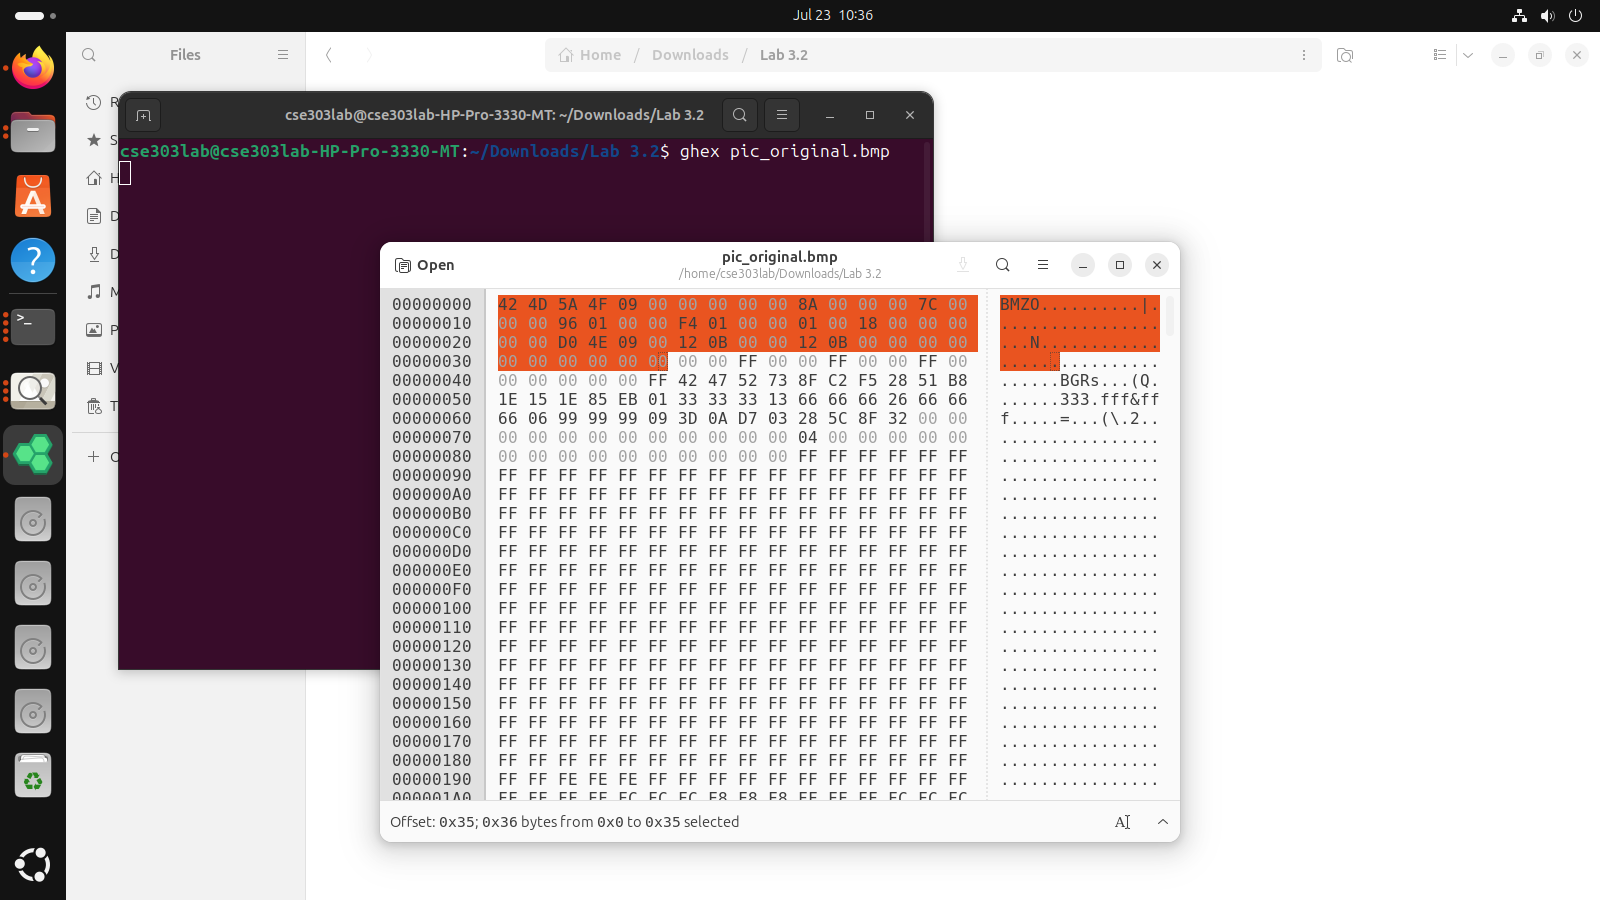 Jul 23 10:36
Files
Home / Downloads / Lab 3.2
cse303lab@cse303lab-HP-Pro-3330-MT: ~/Downloads/Lab 3.2
cse303lab@cse303lab-HP-Pro-3330-MT:~/Downloads/Lab 3.2$ ghex pic_original.bmp
Open
pic_original.bmp
/home/cse303lab/Downloads/Lab 3.2
00000000 42 4D 5A 4F 09 00 00 00 00 00 8A 00 00 00 7C 00 BMZO..........|.
00000010 00 00 96 01 00 00 F4 01 00 00 01 00 18 00 00 00 ................
00000020 00 00 D0 4E 09 00 12 0B 00 00 12 0B 00 00 00 00 ...N............
00000030 00 00 00 00 00 00 00 00 FF 00 00 FF 00 00 FF 00 ................
00000040 00 00 00 00 00 FF 42 47 52 73 8F C2 F5 28 51 B8 ......BGRs...(Q.
00000050 1E 15 1E 85 EB 01 33 33 33 13 66 66 66 26 66 66 ......333.fff&ff
00000060 66 06 99 99 99 09 3D 0A D7 03 28 5C 8F 32 00 00 f.....=...(\.2..
00000070 00 00 00 00 00 00 00 00 00 00 04 00 00 00 00 00 ................
00000080 00 00 00 00 00 00 00 00 00 00 FF FF FF FF FF FF ................
00000090 FF FF FF FF FF FF FF FF FF FF FF FF FF FF FF FF ................
000000A0 FF FF FF FF FF FF FF FF FF FF FF FF FF FF FF FF ................
000000B0 FF FF FF FF FF FF FF FF FF FF FF FF FF FF FF FF ................
000000C0 FF FF FF FF FF FF FF FF FF FF FF FF FF FF FF FF ................
000000D0 FF FF FF FF FF FF FF FF FF FF FF FF FF FF FF FF ................
000000E0 FF FF FF FF FF FF FF FF FF FF FF FF FF FF FF FF ................
000000F0 FF FF FF FF FF FF FF FF FF FF FF FF FF FF FF FF ................
00000100 FF FF FF FF FF FF FF FF FF FF FF FF FF FF FF FF ................
00000110 FF FF FF FF FF FF FF FF FF FF FF FF FF FF FF FF ................
00000120 FF FF FF FF FF FF FF FF FF FF FF FF FF FF FF FF ................
00000130 FF FF FF FF FF FF FF FF FF FF FF FF FF FF FF FF ................
00000140 FF FF FF FF FF FF FF FF FF FF FF FF FF FF FF FF ................
00000150 FF FF FF FF FF FF FF FF FF FF FF FF FF FF FF FF ................
00000160 FF FF FF FF FF FF FF FF FF FF FF FF FF FF FF FF ................
00000170 FF FF FF FF FF FF FF FF FF FF FF FF FF FF FF FF ................
00000180 FF FF FF FF FF FF FF FF FF FF FF FF FF FF FF FF ................
00000190 FF FF FE FE FE FF FF FF FF FF FF FF FF FF FF FF ................
000001A0
Offset: 0x35; 0x36 bytes from 0x0 to 0x35 selected